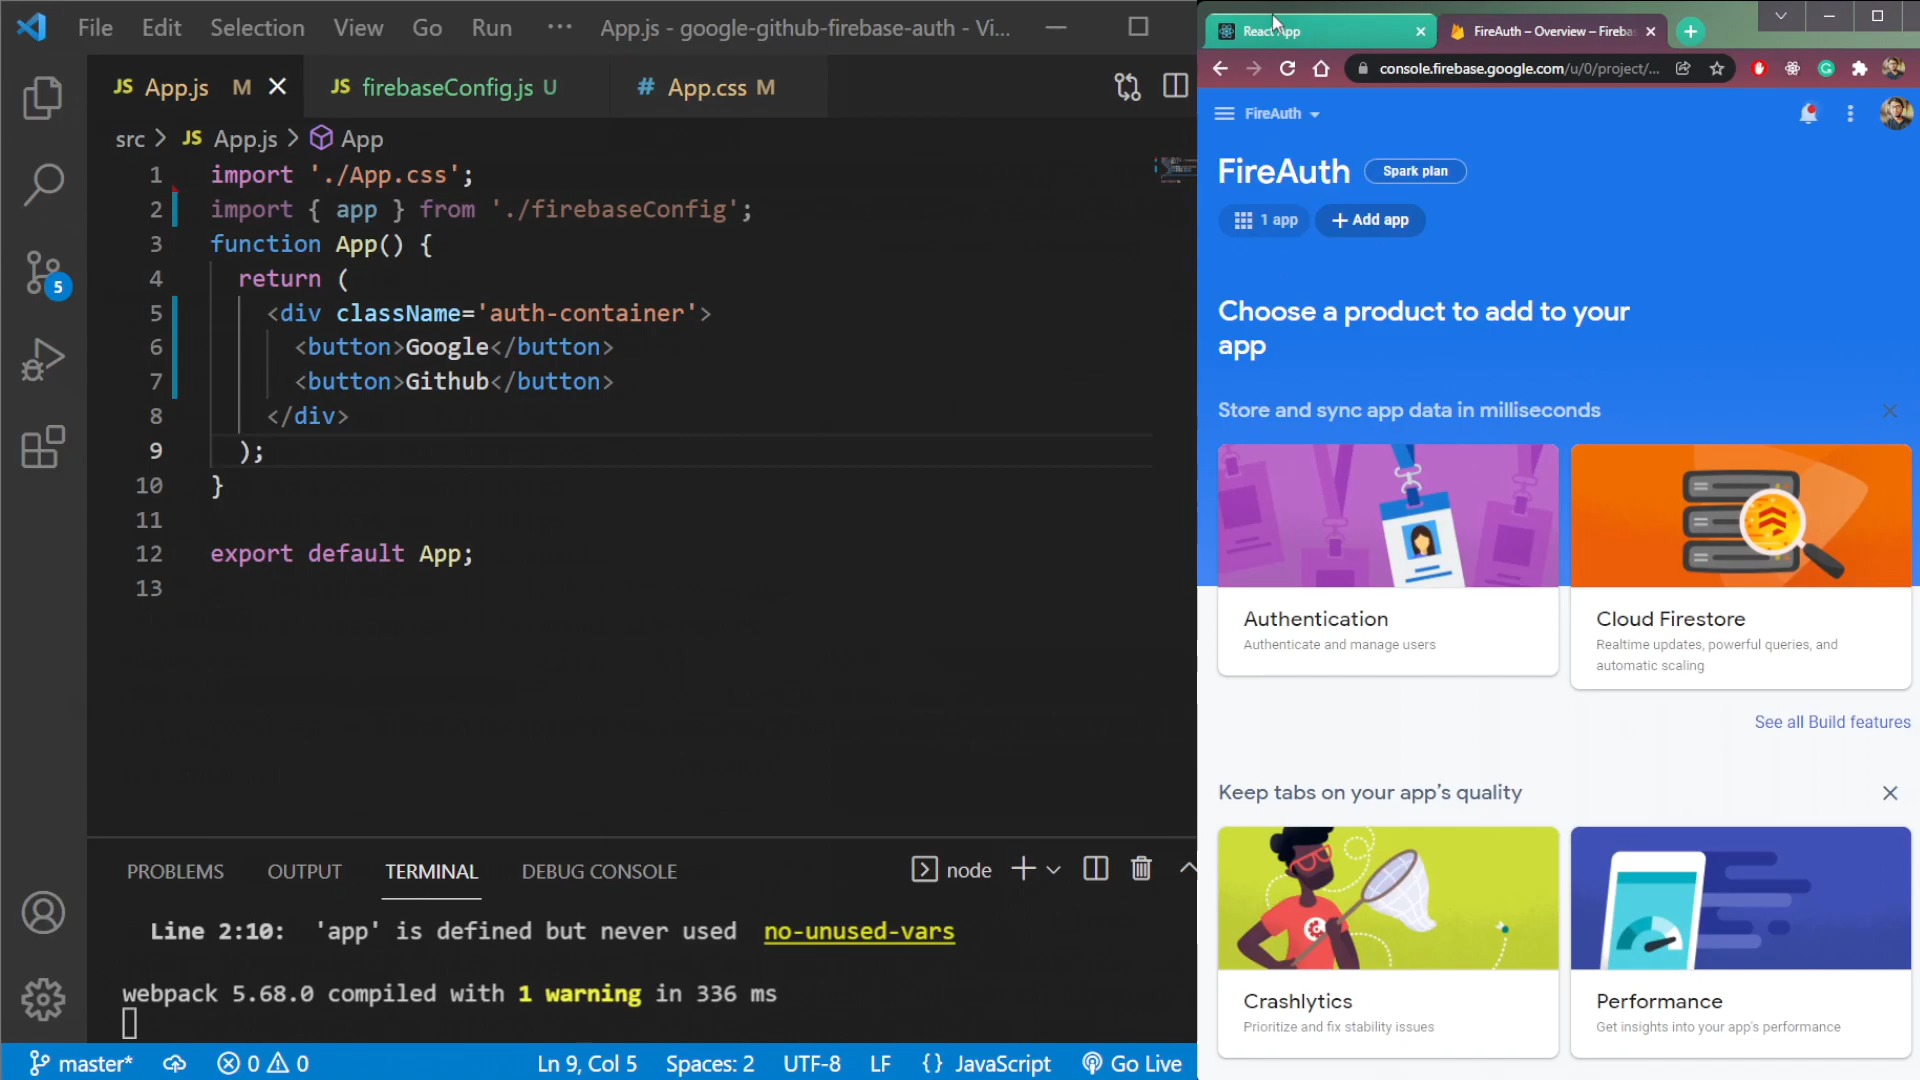 File Edit Selection View Go Run ··· App.js - google-github-firebase-auth - Vi...
JS App.js M
JS firebaseConfig.js U
# App.css M
src > JS App.js > App
1 import './App.css';
2 import { app } from './firebaseConfig';
3 function App() {
4 return (
5 <div className='auth-container'>
6 <button>Google</button>
7 <button>Github</button>
8 </div>
9 );
10 }
11
12 export default App;
13
5
PROBLEMS OUTPUT TERMINAL DEBUG CONSOLE
node
Line 2:10: 'app' is defined but never used no-unused-vars
webpack 5.68.0 compiled with 1 warning in 336 ms
master* 0 0 Ln 9, Col 5 Spaces: 2 UTF-8 LF {} JavaScript Go Live
React App
FireAuth – Overview – Fireba
console.firebase.google.com/u/0/project/...
FireAuth
FireAuth Spark plan
1 app
+ Add app
Choose a product to add to your
app
Store and sync app data in milliseconds
Authentication
Authenticate and manage users
Cloud Firestore
Realtime updates, powerful queries, and
automatic scaling
See all Build features
Keep tabs on your app's quality
Crashlytics
Prioritize and fix stability issues
Performance
Get insights into your app's performance